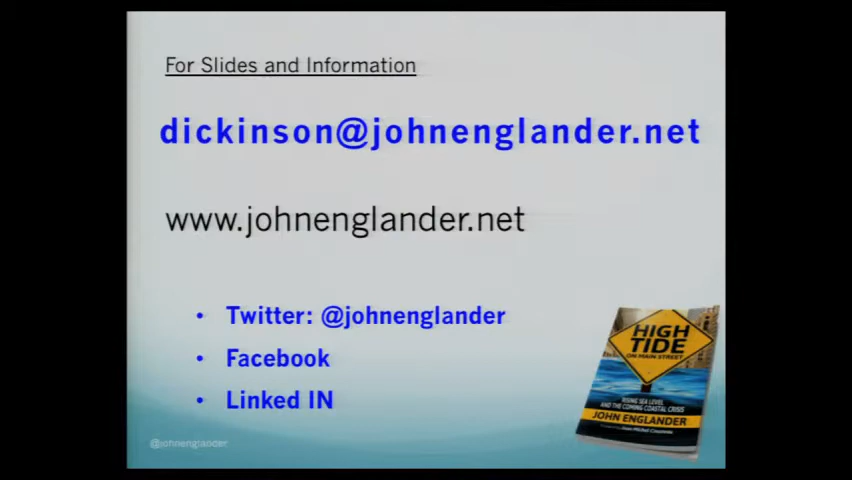 For Slides and Information
dickinson@johnenglander.net
www.johnenglander.net
• Twitter: @johnenglander
• Facebook
• Linked IN
HIGH
TIDE
ON MAIN STREET
RISING SEA LEVEL
AND THE COMING COASTAL CRISIS
JOHN ENGLANDER
@johnenglander